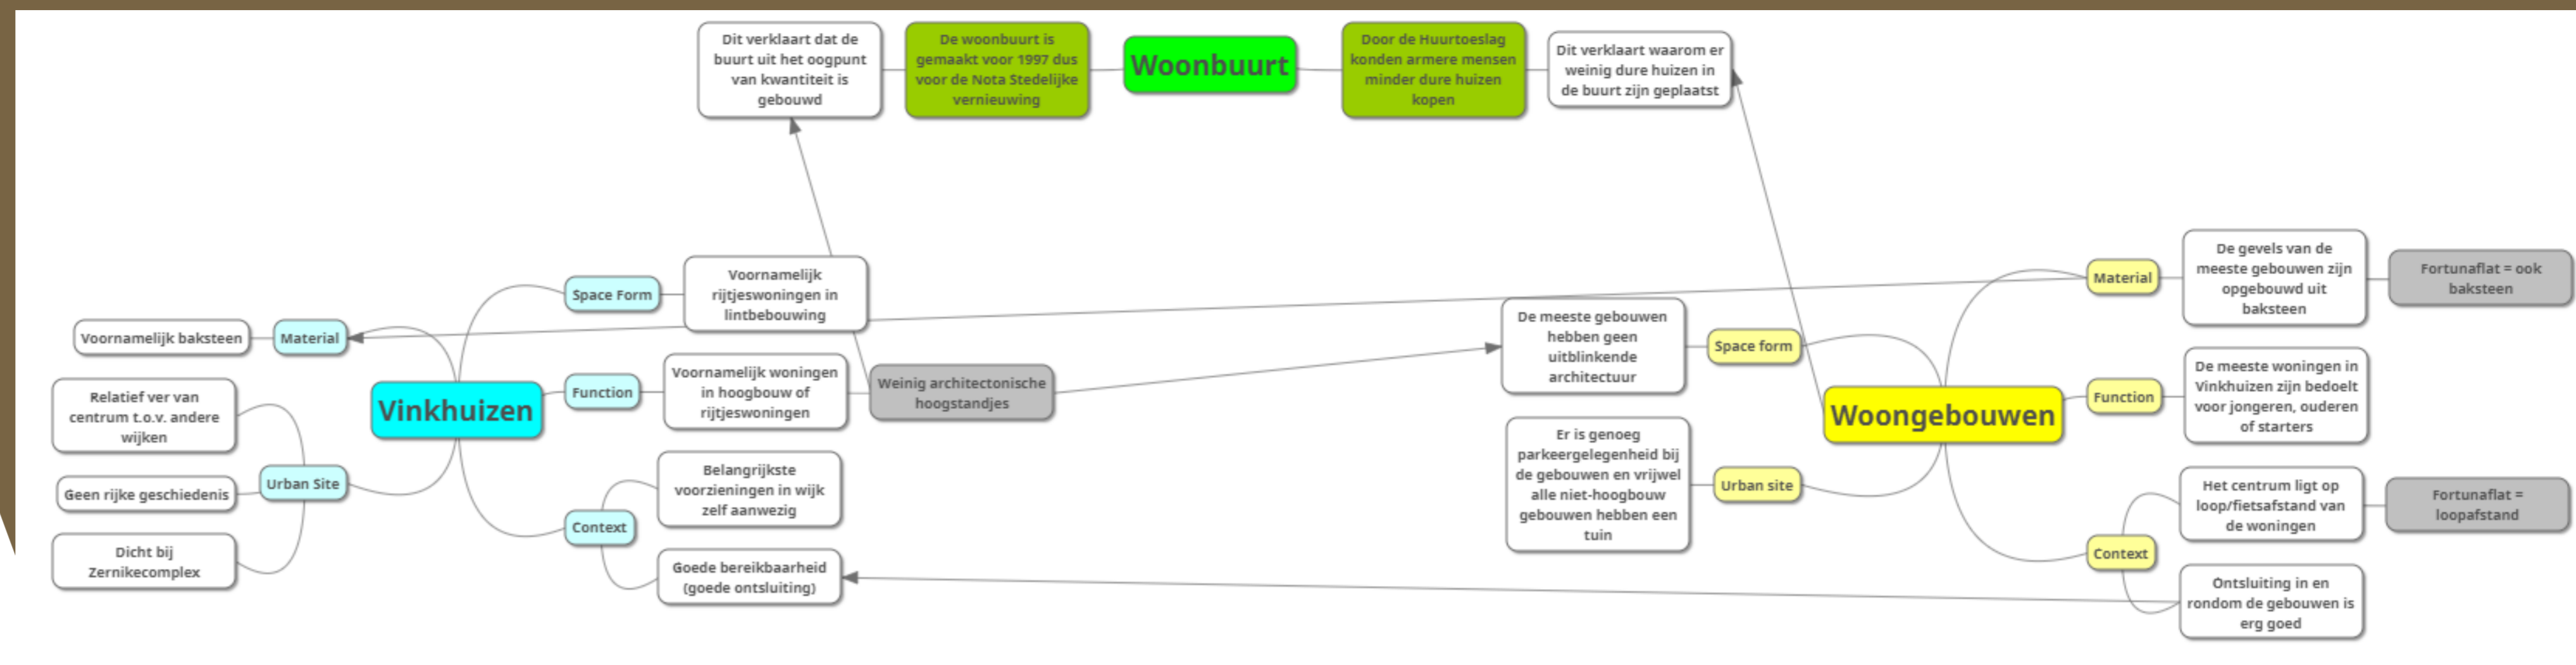 Dit verklaart dat de
buurt uit het oogpunt
van kwantiteit is
gebouwd
De woonbuurt is
gemaakt voor 1997 dus
voor de Nota Stedelijke
vernieuwing
Woonbuurt
Door de Huurtoeslag
konden armere mensen
minder dure huizen
kopen
Dit verklaart waarom er
weinig dure huizen in
de buurt zijn geplaatst
Space Form
Voornamelijk
rijtjeswoningen in
lintbebouwing
Voornamelijk baksteen
Material
Relatief ver van
centrum t.o.v. andere
wijken
Vinkhuizen
Function
Voornamelijk woningen
in hoogbouw of
rijtjeswoningen
Weinig architectonische
hoogstandjes
Geen rijke geschiedenis
Urban Site
Dicht bij
Zernikecomplex
Context
Belangrijkste
voorzieningen in wijk
zelf aanwezig
Goede bereikbaarheid
(goede ontsluiting)
De meeste gebouwen
hebben geen
uitblinkende
architectuur
Space form
Er is genoeg
parkeergelegenheid bij
de gebouwen en vrijwel
alle niet-hoogbouw
gebouwen hebben een
tuin
Urban site
Woongebouwen
Material
De gevels van de
meeste gebouwen zijn
opgebouwd uit
baksteen
Fortunaflat = ook
baksteen
Function
De meeste woningen in
Vinkhuizen zijn bedoelt
voor jongeren, ouderen
of starters
Context
Het centrum ligt op
loop/fietsafstand van
de woningen
Fortunaflat =
loopafstand
Ontsluiting in en
rondom de gebouwen is
erg goed